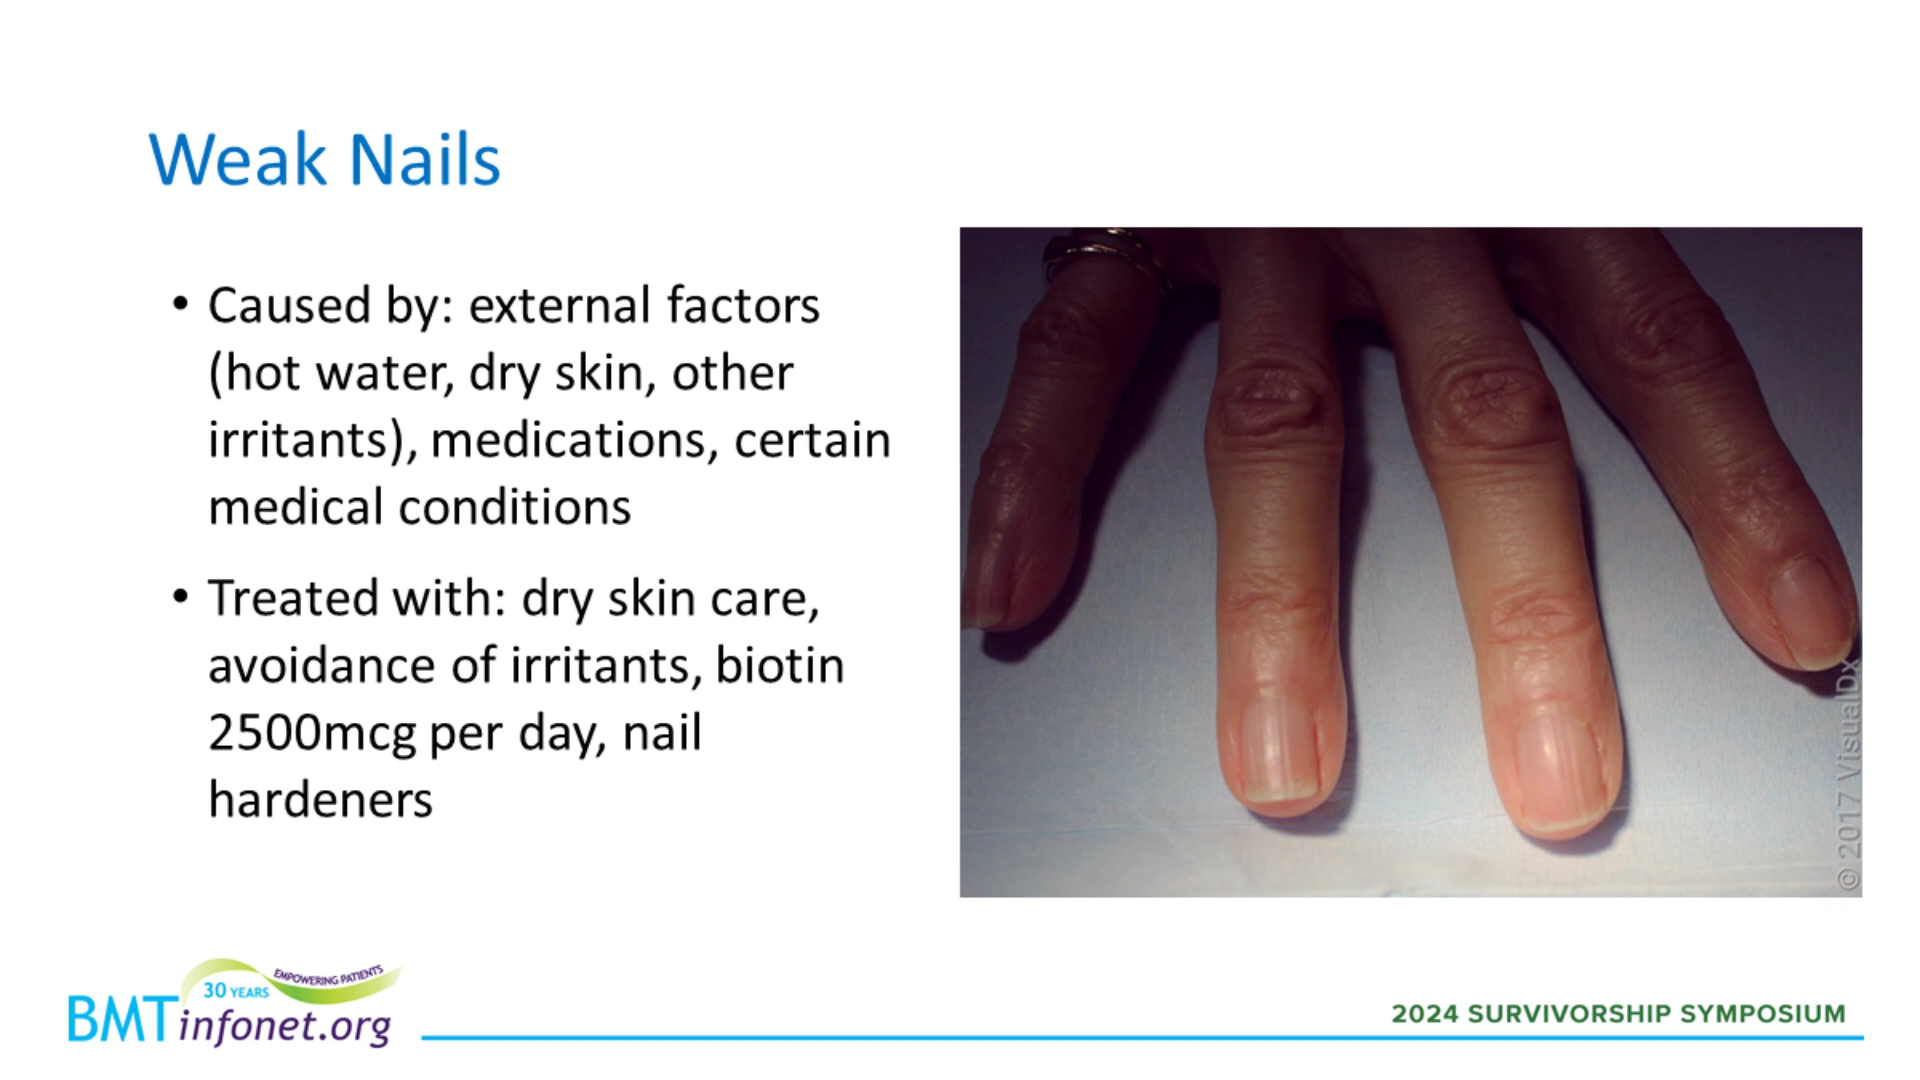 Weak Nails
• Caused by: external factors
(hot water, dry skin, other
irritants), medications, certain
medical conditions
• Treated with: dry skin care,
avoidance of irritants, biotin
2500mcg per day, nail
hardeners
© 2017 VisualDx
EMPOWERING PATIENTS
30 YEARS
BMT infonet.org
2024 SURVIVORSHIP SYMPOSIUM